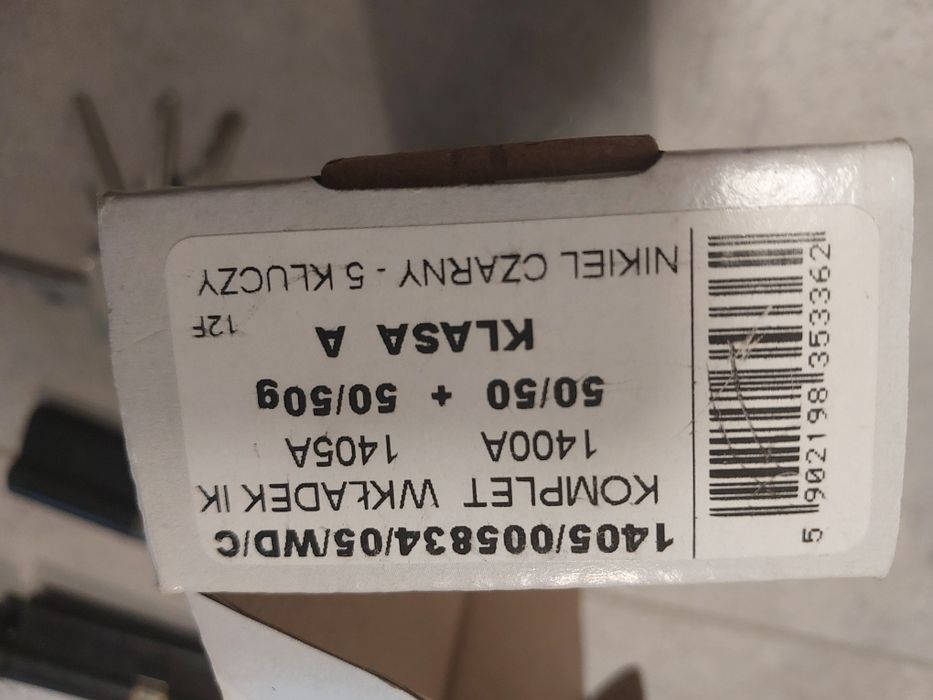 1405/005834/05/WD/C
KOMPLET WKŁADEK IK
1400A 1405A
50/50 + 50/50g
KLASA A
12F
NIKIEL CZARNY - 5 KLUCZY
5 902198 353362